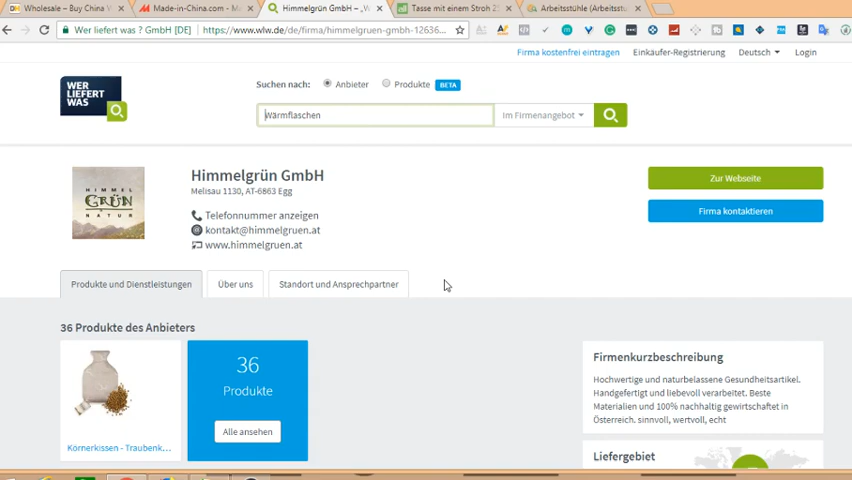 Wholesale – Buy China V
Made-in-China.com - Ma
Himmelgrün GmbH – „W
Tasse mit einem Stroh 25
Arbeitsstühle (Arbeitsstu
Wer liefert was ? GmbH [DE]
https://www.wlw.de/de/firma/himmelgruen-gmbh-12636
Firma kostenfrei eintragen
Einkäufer-Registrierung
Deutsch
Login
WER LIEFERT WAS
Suchen nach:
Anbieter
Produkte
BETA
Wärmflaschen
Im Firmenangebot
HIMMEL
GRÜN
NATUR
Himmelgrün GmbH
Melisau 1130, AT-6863 Egg
Telefonnummer anzeigen
kontakt@himmelgruen.at
www.himmelgruen.at
Zur Webseite
Firma kontaktieren
Produkte und Dienstleistungen
Über uns
Standort und Ansprechpartner
36 Produkte des Anbieters
Körnerkissen - Traubenk...
36
Produkte
Alle ansehen
Firmenkurzbeschreibung
Hochwertige und naturbelassene Gesundheitsartikel.
Handgefertigt und liebevoll verarbeitet. Beste
Materialien und 100% nachhaltig gewirtschaftet in
Österreich. sinnvoll, wertvoll, echt
Liefergebiet